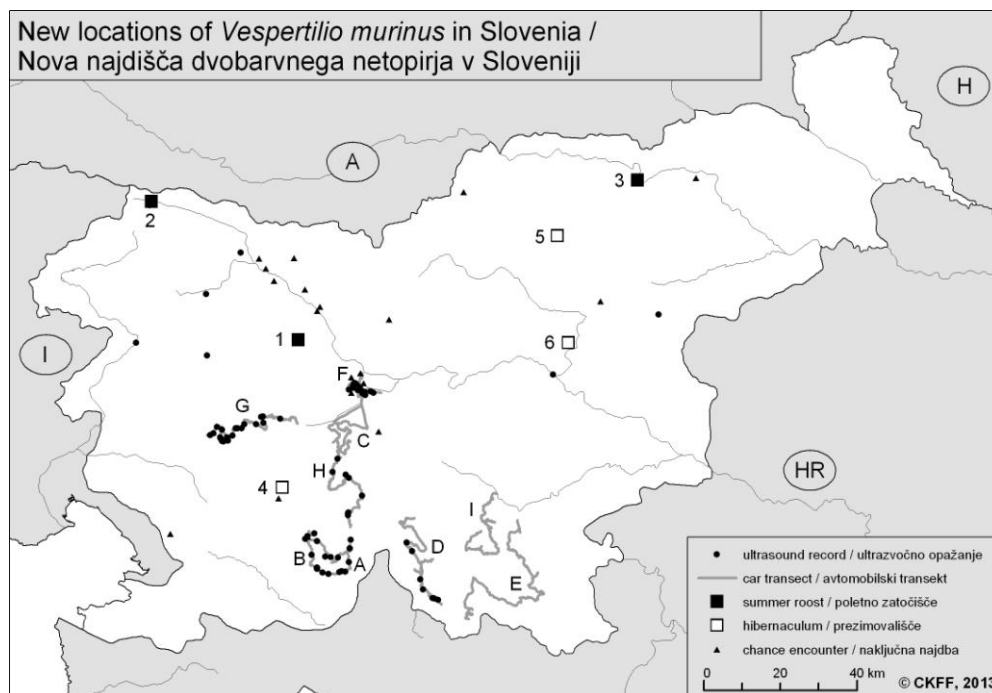 New locations of Vespertilio murinus in Slovenia /
Nova najdišča dvobarvnega netopirja v Sloveniji
H
A
3
2
5
I
1
6
F
G
C
H
HR
4
I
D
B
A
E
ultrasound record / ultrazvočno opažanje
car transect / avtomobilski transekt
summer roost / poletno zatočišče
hibernaculum / prezimovališče
chance encounter / naključna najdba
0 20 40 km
© CKFF, 2013